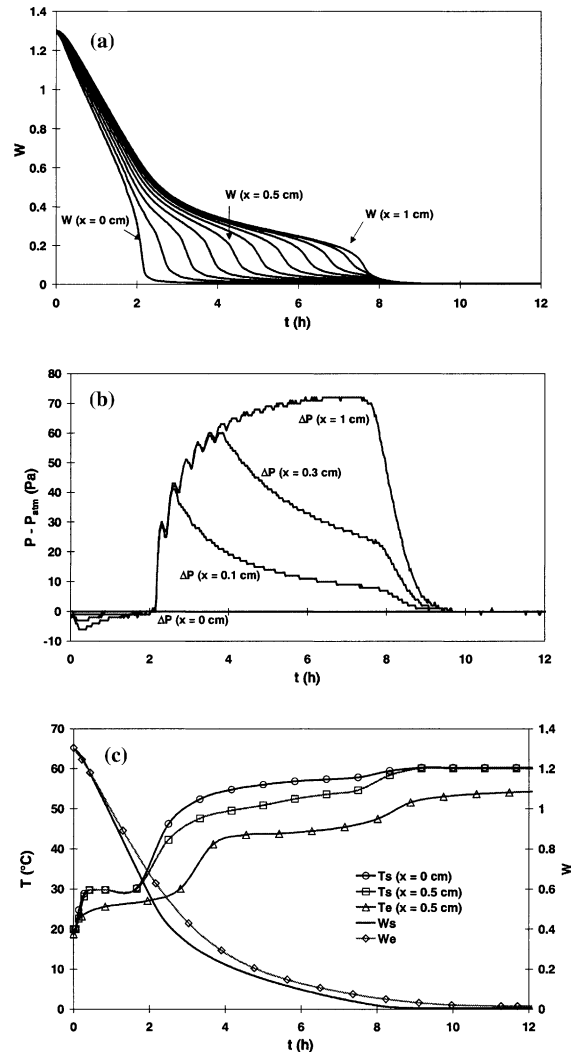 (a)
1.4
1.2
1
0.8
0.6
0.4
0.2
0
W
W (x = 0 cm)
W (x = 0.5 cm)
W (x = 1 cm)
0 2 4 6 8 10 12
t (h)
(b)
80
70
60
50
40
30
20
10
0
-10
P - Patm (Pa)
ΔP (x = 1 cm)
ΔP (x = 0.3 cm)
ΔP (x = 0.1 cm)
ΔP (x = 0 cm)
0 2 4 6 8 10 12
t (h)
(c)
70
60
50
40
30
20
10
0
T (°C)
1.4
1.2
1
0.8
0.6
0.4
0.2
0
W
Ts (x = 0 cm)
Ts (x = 0.5 cm)
Te (x = 0.5 cm)
Ws
We
0 2 4 6 8 10 12
t (h)